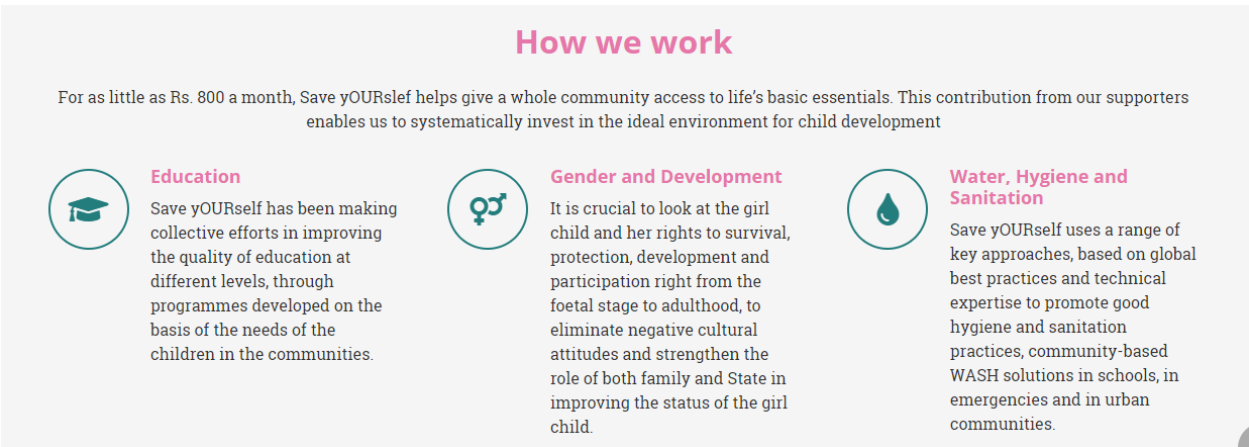 How we work
For as little as Rs. 800 a month, Save yOURslef helps give a whole community access to life's basic essentials. This contribution from our supporters
enables us to systematically invest in the ideal environment for child development
Education
Save yOURself has been making
collective efforts in improving
the quality of education at
different levels, through
programmes developed on the
basis of the needs of the
children in the communities.
Gender and Development
It is crucial to look at the girl
child and her rights to survival,
protection, development and
participation right from the
foetal stage to adulthood, to
eliminate negative cultural
attitudes and strengthen the
role of both family and State in
improving the status of the girl
child.
Water, Hygiene and
Sanitation
Save yOURself uses a range of
key approaches, based on global
best practices and technical
expertise to promote good
hygiene and sanitation
practices, community-based
WASH solutions in schools, in
emergencies and in urban
communities.